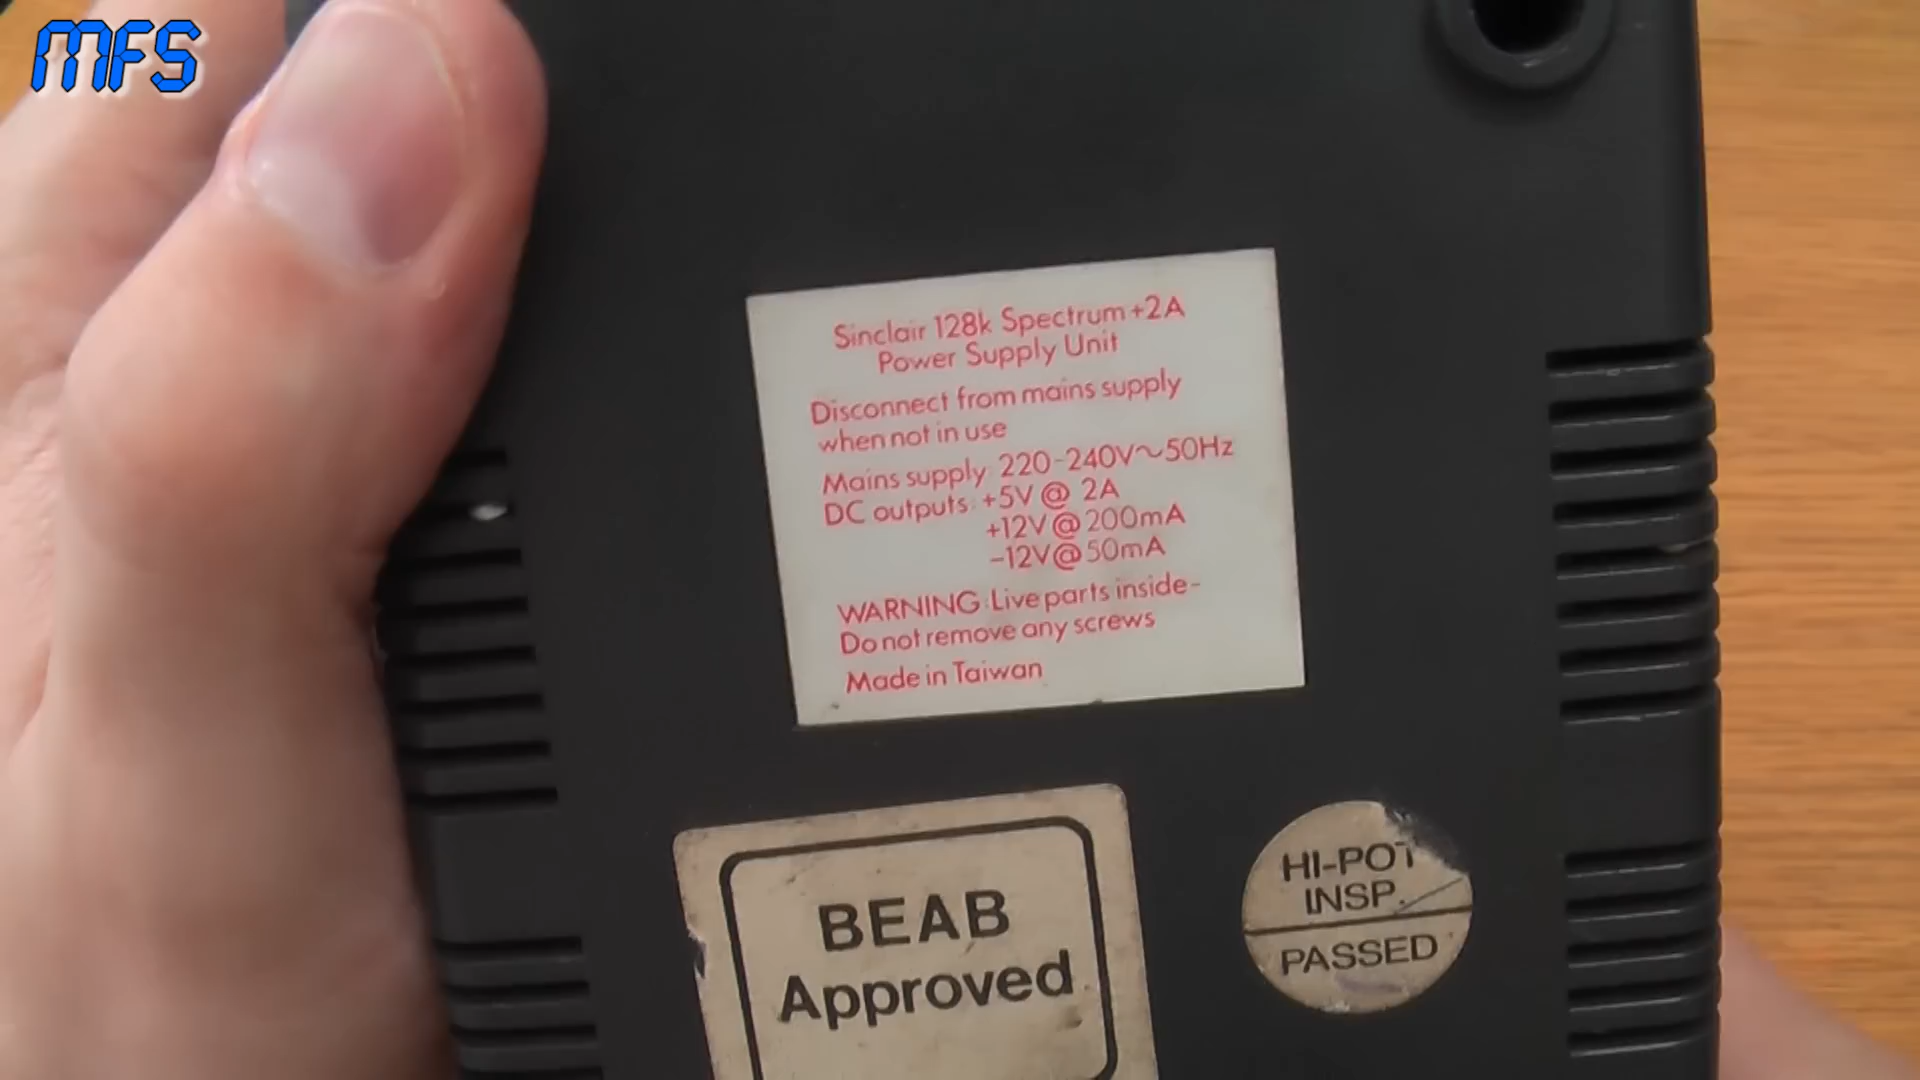 MFS
Sinclair 128k Spectrum +2A
Power Supply Unit
Disconnect from mains supply
when not in use
Mains supply: 220-240V~50Hz
DC outputs: +5V @ 2A
+12V @ 200mA
-12V @ 50mA
WARNING: Live parts inside-
Do not remove any screws
Made in Taiwan
BEAB
Approved
HI-POT
INSP.
PASSED